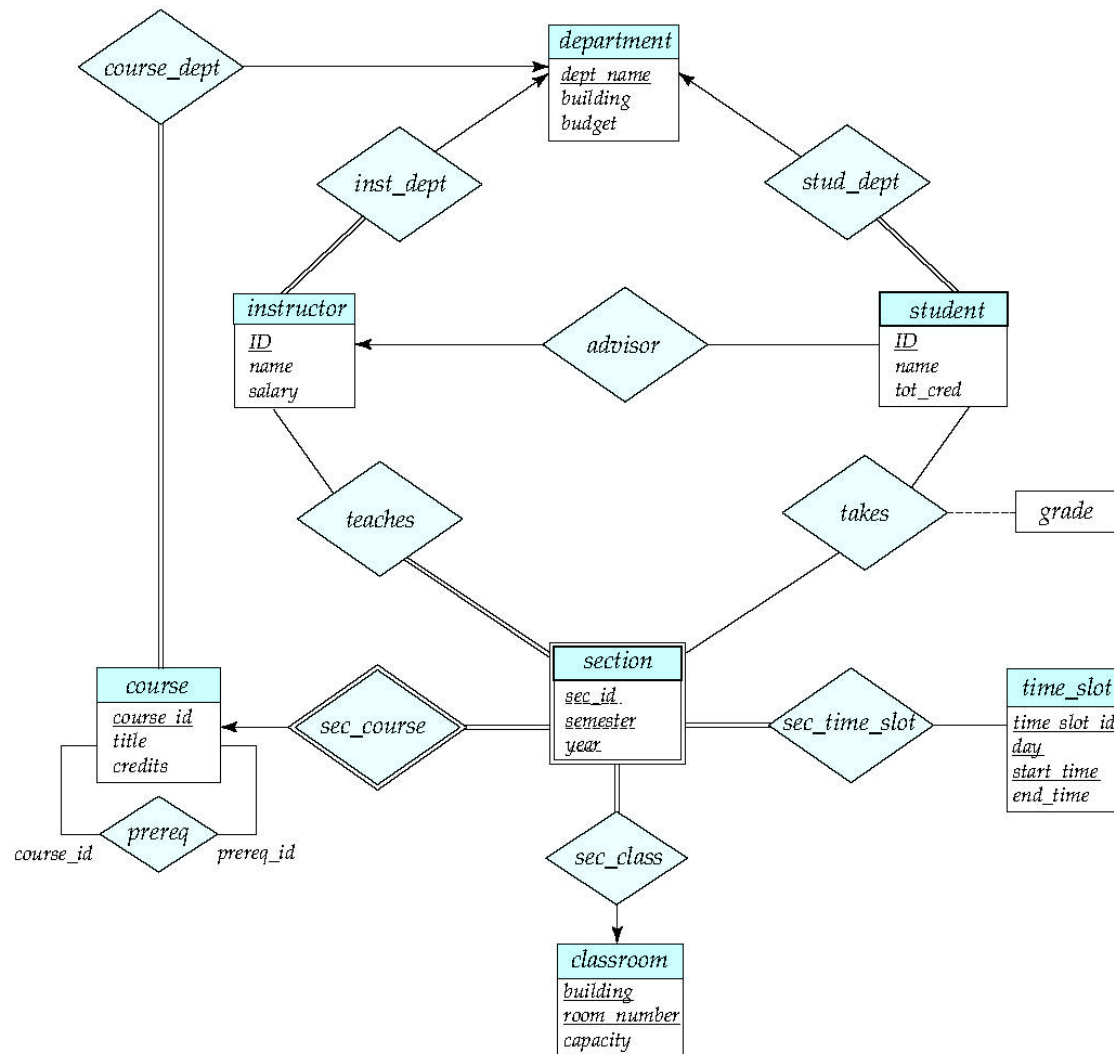 department
course_dept
dept_name
building
budget
inst_dept
stud_dept
instructor
ID
name
salary
advisor
student
ID
name
tot_cred
teaches
takes
grade
course
course_id
title
credits
sec_course
section
sec_id
semester
year
sec_time_slot
time_slot
time_slot_id
day
start_time
end_time
prereq
course_id
prereq_id
sec_class
classroom
building
room_number
capacity